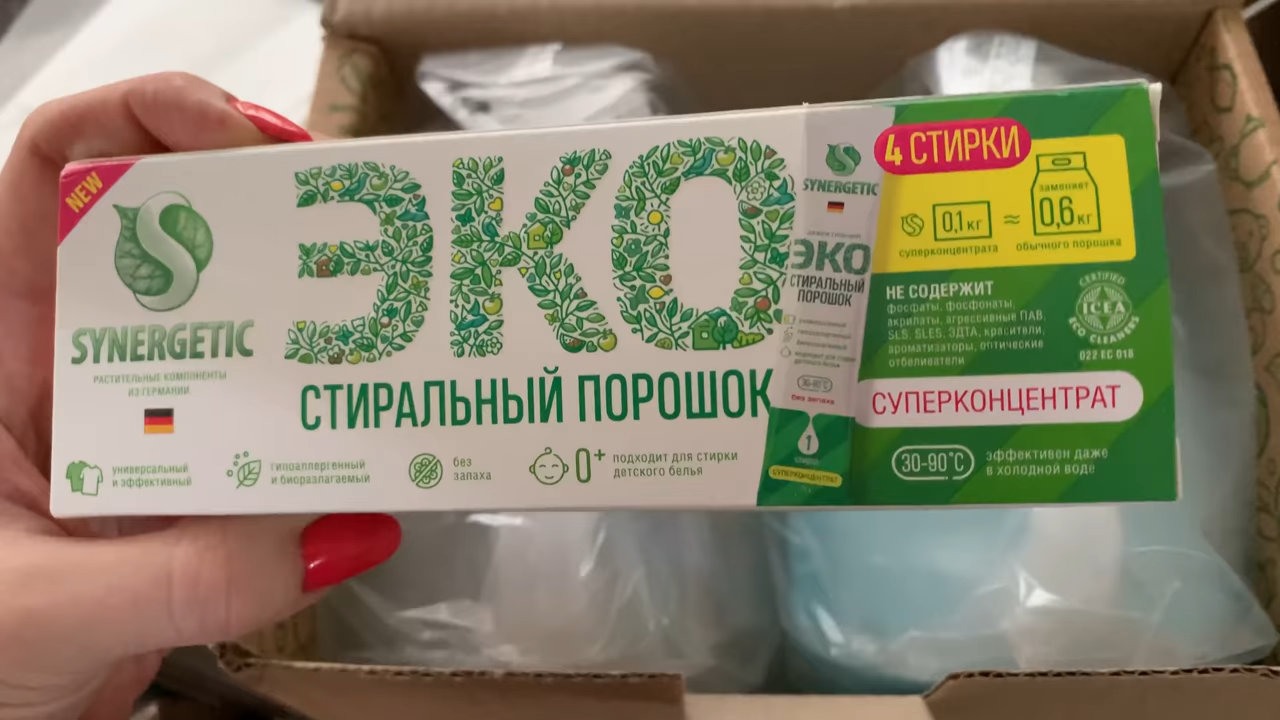 NEW
SYNERGETIC
РАСТИТЕЛЬНЫЕ КОМПОНЕНТЫ
ИЗ ГЕРМАНИИ
ЭКО
СТИРАЛЬНЫЙ ПОРОШОК
универсальный
и эффективный
гипоаллергенный
и биоразлагаемый
без
запаха
0+
подходит для стирки
детского белья
SYNERGETIC
ЭКО
СТИРАЛЬНЫЙ
ПОРОШОК
30-90°C
без запаха
1
СУПЕРКОНЦЕНТРАТ
4 СТИРКИ
0,1 кг
суперконцентрата
≈
заменяет
0,6 кг
обычного порошка
НЕ СОДЕРЖИТ
фосфаты, фосфонаты,
акрилаты, агрессивные ПАВ,
SLS, SLES, ЭДТА, красители,
ароматизаторы, оптические
отбеливатели
CERTIFIED
ICEA
ECO CLEANERS
022 EC 018
СУПЕРКОНЦЕНТРАТ
30-90°C
эффективен даже
в холодной воде